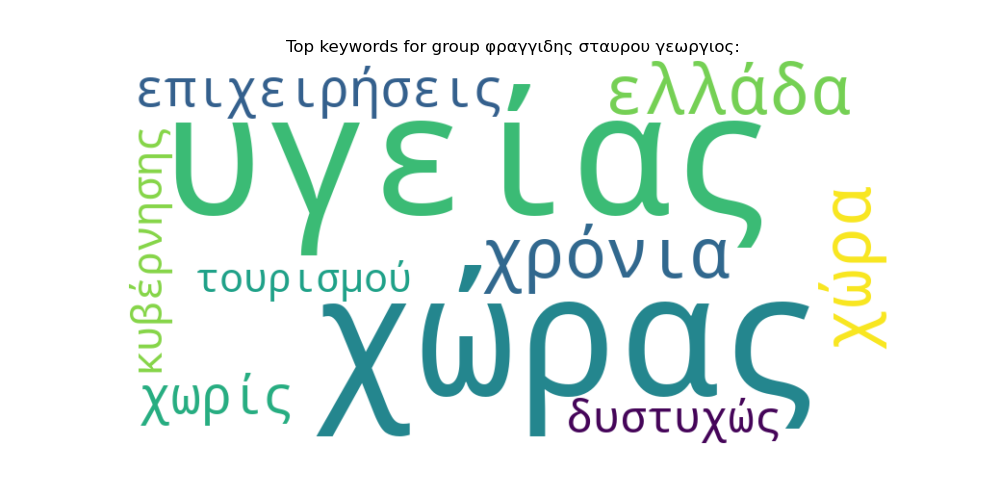 Top keywords for group φραγγιδης σταυρου γεωργιος:
επιχειρήσεις
ελλάδα
υγείας
κυβέρνησης
χρόνια
χώρα
τουρισμού
χώρας
χωρίς
δυστυχώς